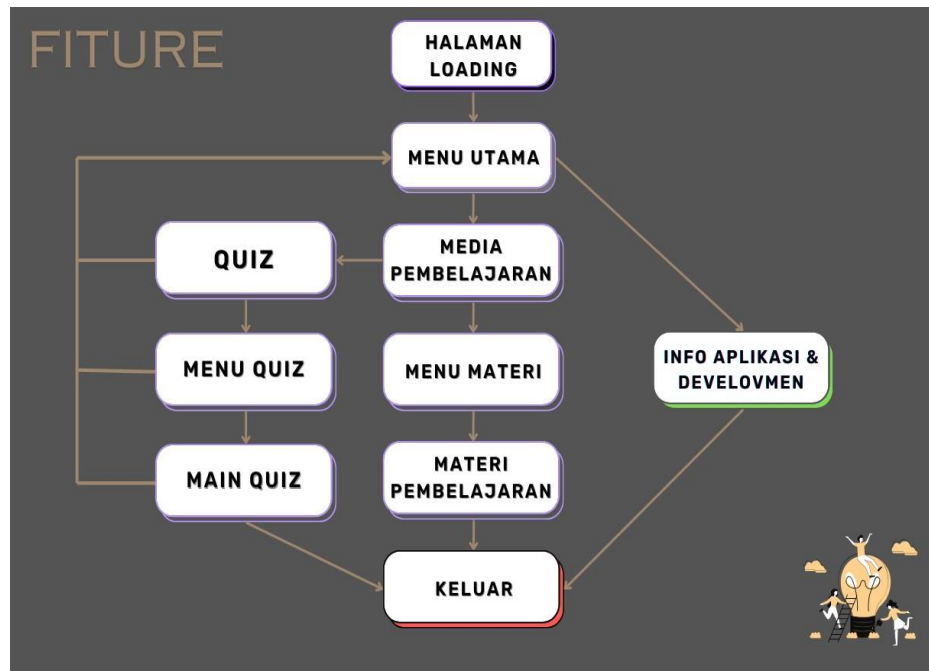 FITURE
HALAMAN
LOADING
MENU UTAMA
QUIZ
MEDIA
PEMBELAJARAN
MENU QUIZ
MENU MATERI
INFO APLIKASI &
DEVELOVMEN
MAIN QUIZ
MATERI
PEMBELAJARAN
KELUAR